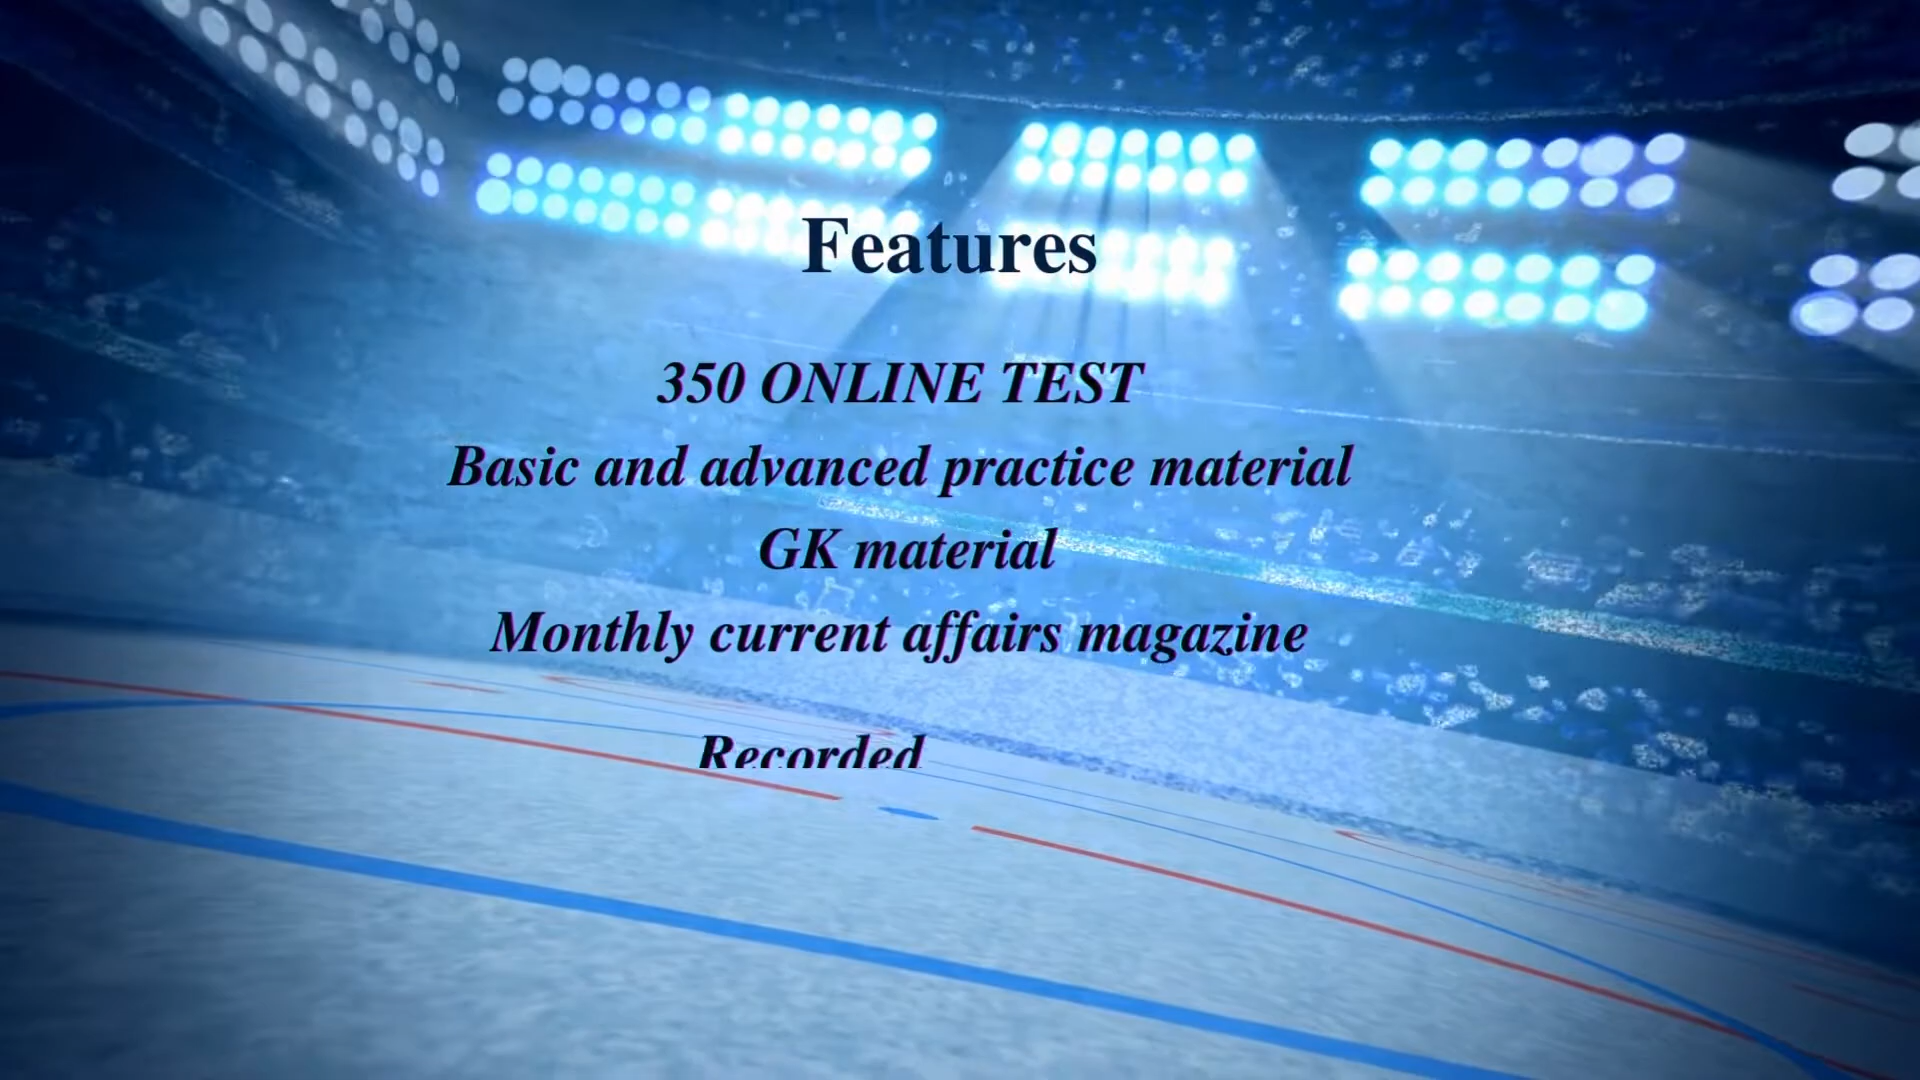 Features
350 ONLINE TEST
Basic and advanced practice material
GK material
Monthly current affairs magazine
Recorded